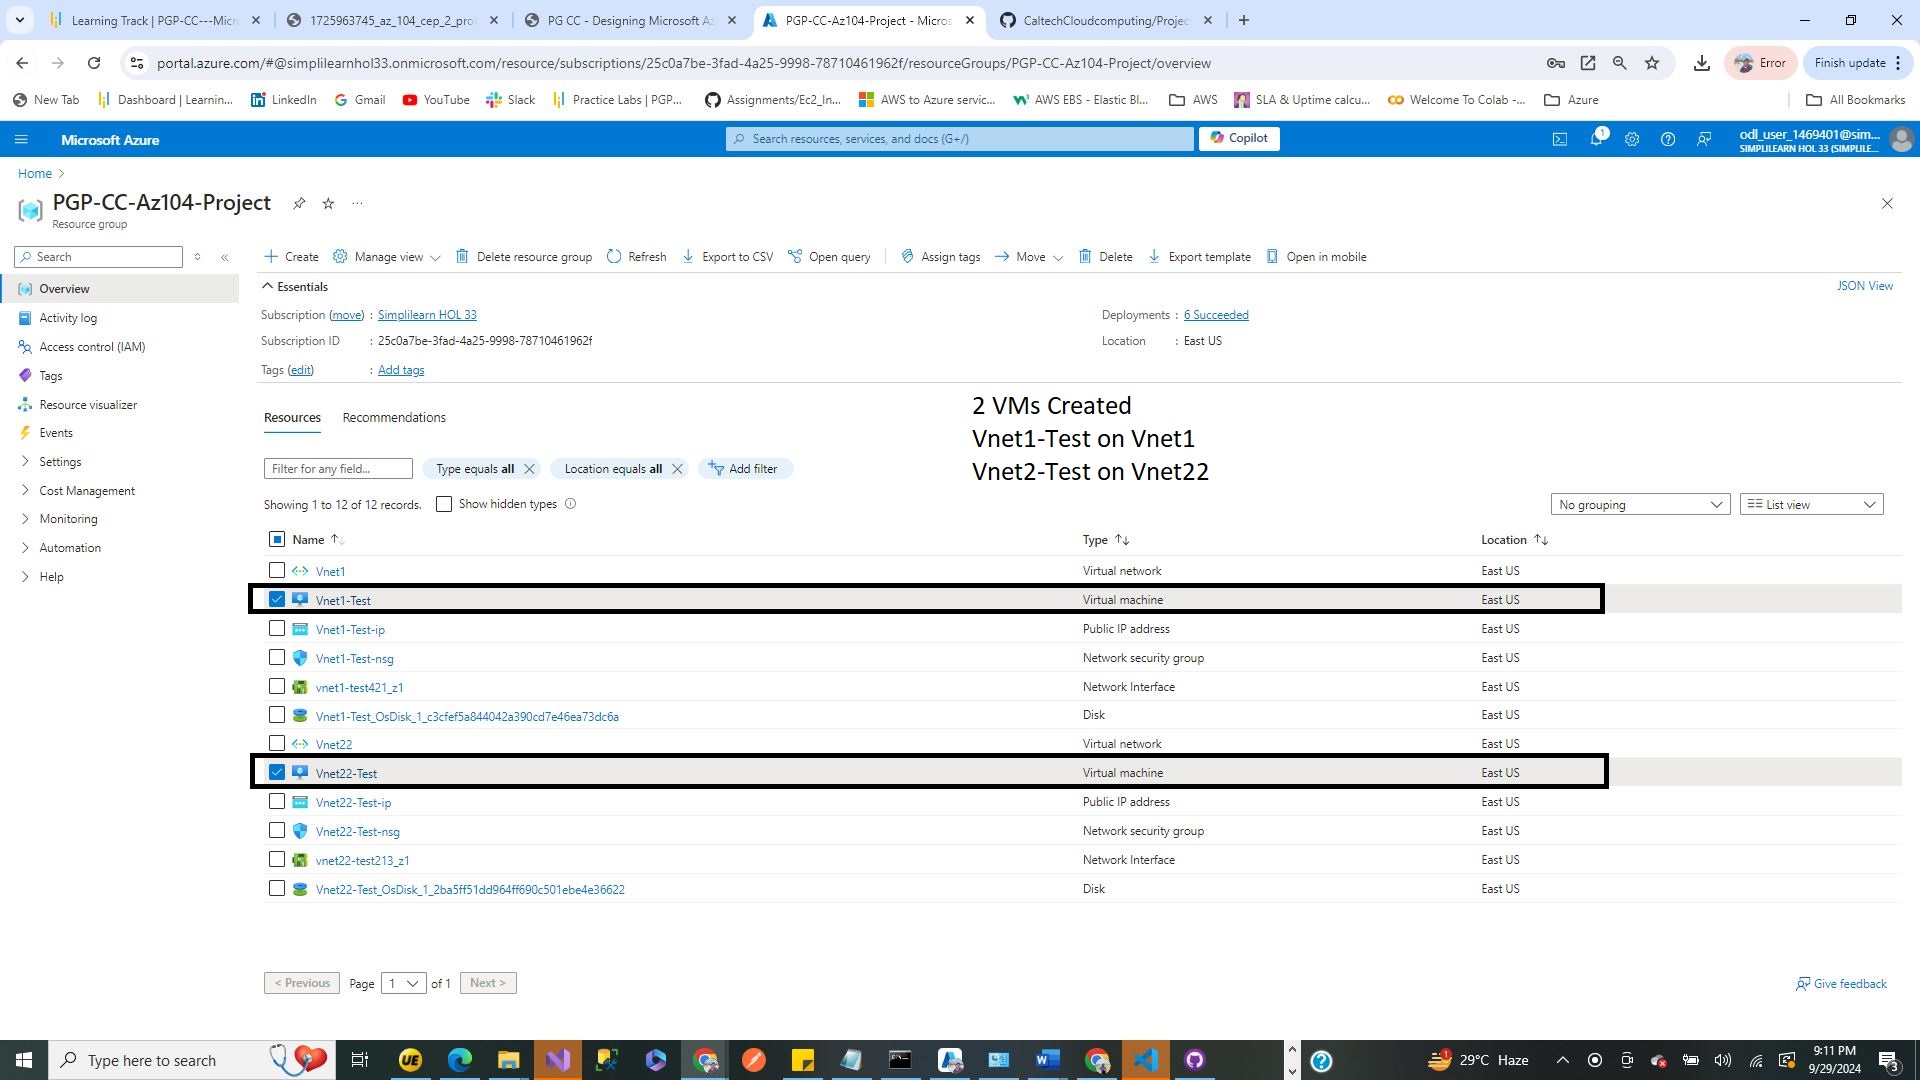 Learning Track | PGP-CC---Micr
1725963745_az_104_cep_2_pro
PG CC - Designing Microsoft Az
PGP-CC-Az104-Project - Micros
CaltechCloudcomputing/Projec
portal.azure.com/#@simplilearnhol33.onmicrosoft.com/resource/subscriptions/25c0a7be-3fad-4a25-9998-78710461962f/resourceGroups/PGP-CC-Az104-Project/overview
Error
Finish update
New Tab
Dashboard | Learnin...
LinkedIn
Gmail
YouTube
Slack
Practice Labs | PGP...
Assignments/Ec2_In...
AWS to Azure servic...
AWS EBS - Elastic Bl...
AWS
SLA & Uptime calcu...
Welcome To Colab -...
Azure
All Bookmarks
Microsoft Azure
Search resources, services, and docs (G+/)
Copilot
1
odl_user_1469401@sim...
SIMPLILEARN HOL 33 (SIMPLILE...
Home
PGP-CC-Az104-Project
Resource group
Search
Create
Manage view
Delete resource group
Refresh
Export to CSV
Open query
Assign tags
Move
Delete
Export template
Open in mobile
Overview
Activity log
Access control (IAM)
Tags
Resource visualizer
Events
Settings
Cost Management
Monitoring
Automation
Help
Essentials
JSON View
Subscription (move) : Simplilearn HOL 33
Deployments : 6 Succeeded
Subscription ID : 25c0a7be-3fad-4a25-9998-78710461962f
Location : East US
Tags (edit) : Add tags
2 VMs Created
Vnet1-Test on Vnet1
Vnet2-Test on Vnet22
Resources
Recommendations
Filter for any field...
Type equals all
Location equals all
Add filter
Showing 1 to 12 of 12 records.
Show hidden types
No grouping
List view
Name Type Location
Vnet1 Virtual network East US
Vnet1-Test Virtual machine East US
Vnet1-Test-ip Public IP address East US
Vnet1-Test-nsg Network security group East US
vnet1-test421_z1 Network Interface East US
Vnet1-Test_OsDisk_1_c3cfef5a844042a390cd7e46ea73dc6a Disk East US
Vnet22 Virtual network East US
Vnet22-Test Virtual machine East US
Vnet22-Test-ip Public IP address East US
Vnet22-Test-nsg Network security group East US
vnet22-test213_z1 Network Interface East US
Vnet22-Test_OsDisk_1_2ba5ff51dd964ff690c501ebe4e36622 Disk East US
< Previous
Page 1 of 1
Next >
Give feedback
Type here to search
UE
1
29°C Haze
9:11 PM
9/29/2024
3